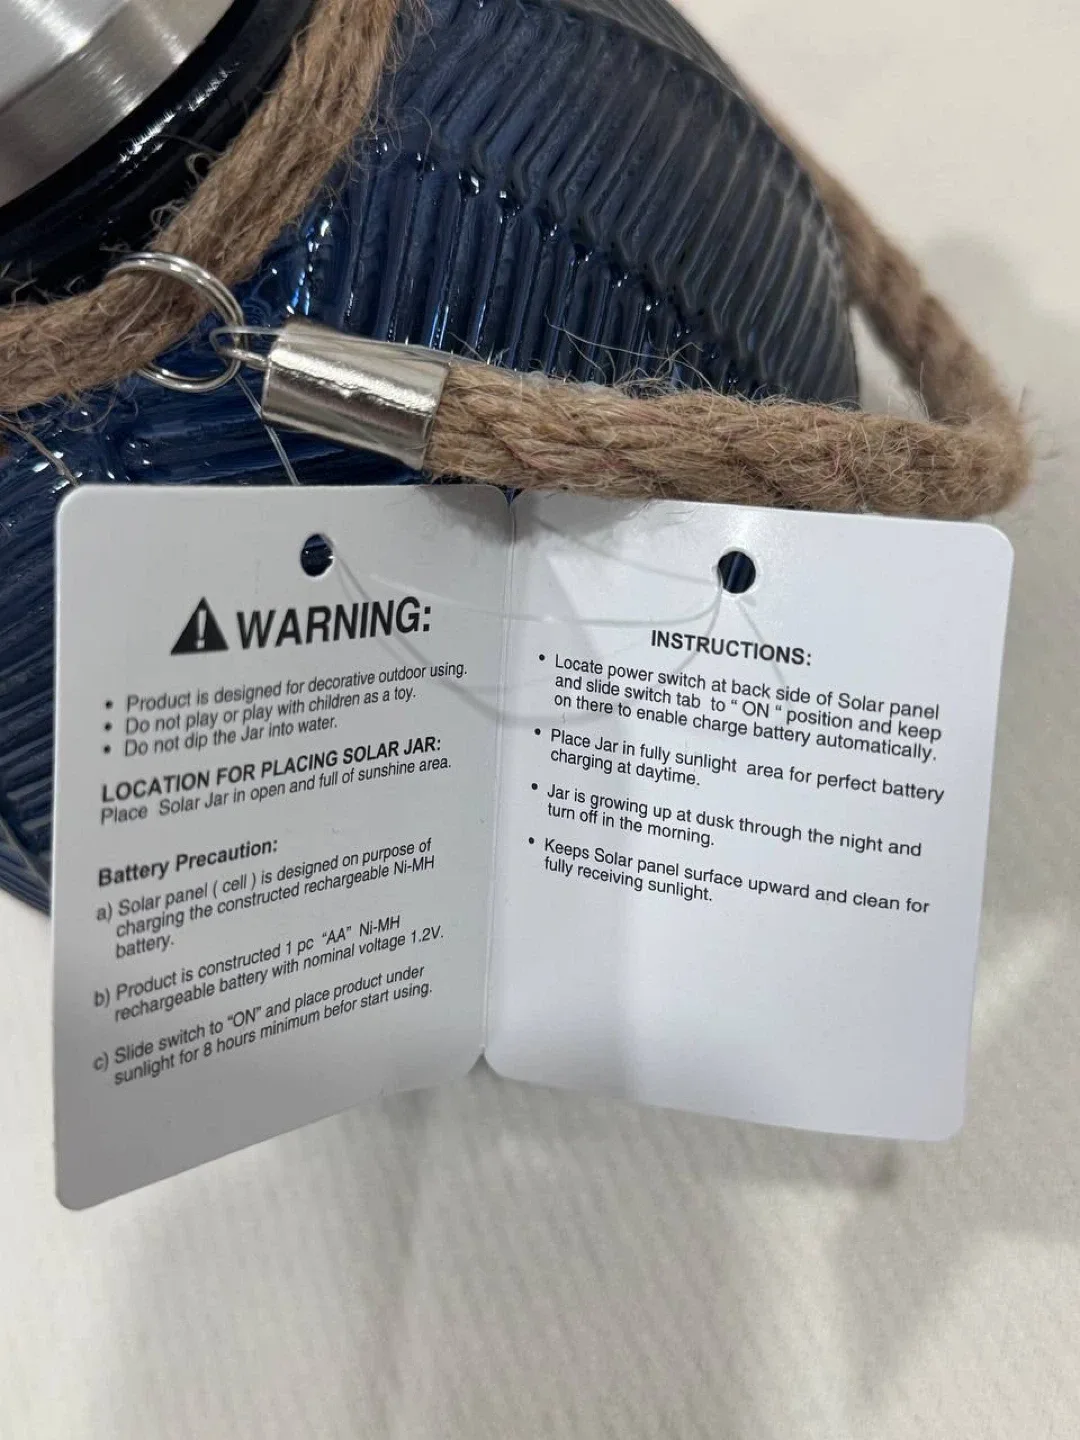 WARNING:
• Product is designed for decorative outdoor using.
• Do not play or play with children as a toy.
• Do not dip the Jar into water.
LOCATION FOR PLACING SOLAR JAR:
Place Solar Jar in open and full of sunshine area.
Battery Precaution:
a) Solar panel ( cell ) is designed on purpose of
charging the constructed rechargeable Ni-MH
battery.
b) Product is constructed 1 pc "AA" Ni-MH
rechargeable battery with nominal voltage 1.2V.
c) Slide switch to "ON" and place product under
sunlight for 8 hours minimum befor start using.
INSTRUCTIONS:
• Locate power switch at back side of Solar panel
and slide switch tab to " ON " position and keep
on there to enable charge battery automatically.
• Place Jar in fully sunlight area for perfect battery
charging at daytime.
• Jar is growing up at dusk through the night and
turn off in the morning.
• Keeps Solar panel surface upward and clean for
fully receiving sunlight.